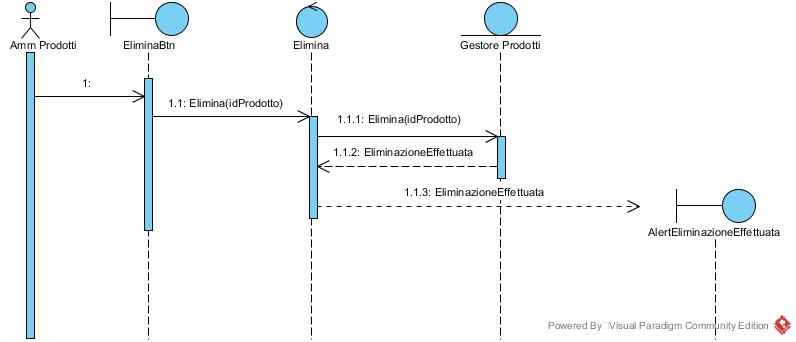 Amm Prodotti
EliminaBtn
Elimina
Gestore Prodotti
1:
1.1: Elimina(idProdotto)
1.1.1: Elimina(idProdotto)
1.1.2: EliminazioneEffettuata
1.1.3: EliminazioneEffettuata
AlertEliminazioneEffettuata
Powered By Visual Paradigm Community Edition